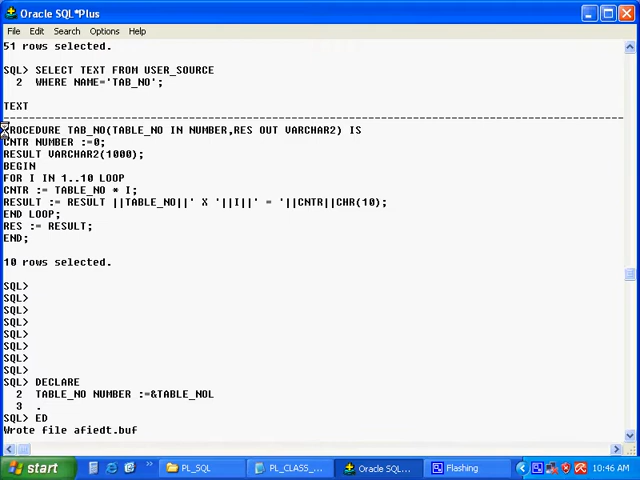 Oracle SQL*Plus
File Edit Search Options Help
51 rows selected.
SQL> SELECT TEXT FROM USER_SOURCE
2 WHERE NAME='TAB_NO';
TEXT
--------------------------------------------------------------------------------
PROCEDURE TAB_NO(TABLE_NO IN NUMBER,RES OUT VARCHAR2) IS
CNTR NUMBER :=0;
RESULT VARCHAR2(1000);
BEGIN
FOR I IN 1..10 LOOP
CNTR := TABLE_NO * I;
RESULT := RESULT ||TABLE_NO||' X '||I||' = '||CNTR||CHR(10);
END LOOP;
RES := RESULT;
END;
10 rows selected.
SQL>
SQL>
SQL>
SQL>
SQL>
SQL>
SQL>
SQL>
SQL> DECLARE
2 TABLE_NO NUMBER :=&TABLE_NOL
3 .
SQL> ED
Wrote file afiedt.buf
start PL_SQL PL_CLASS_... Oracle SQL... Flashing 10:46 AM